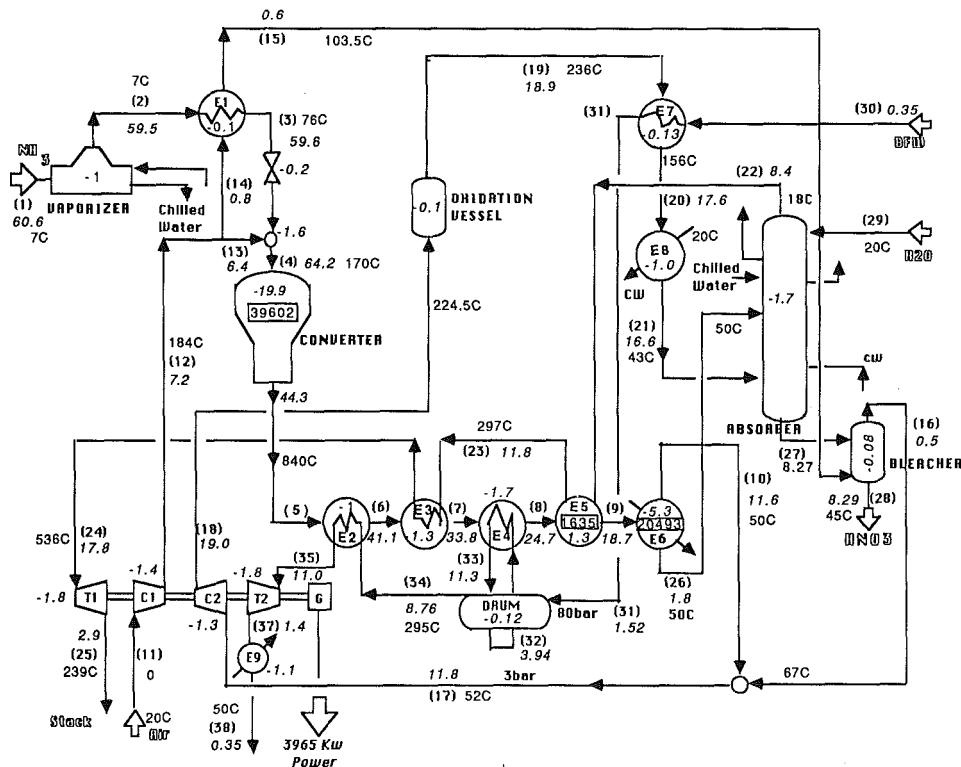 0.6
(15)
103.5C
7C
(2)
59.5
E1
-0.1
(3) 76C
59.6
-0.2
(19) 236C
18.9
(31)
E7
-0.13
156C
(30) 0.35
BFW
NH3
-1
VAPORIZER
(1)
60.6
7C
Chilled
Water
(14)
0.8
-0.1
OXIDATION
VESSEL
(22) 8.4
18C
(20) 17.6
(29)
20C
H2O
(13)
6.4
-1.6
(4) 64.2 170C
E8
-1.0
20C
CW
Chilled
Water
-1.7
-19.9
39602
CONVERTER
224.5C
(21)
16.6
43C
50C
184C
(12)
7.2
44.3
840C
cw
ABSORBER
(27)
8.27
-0.08
BLEACHER
(16)
0.5
297C
(23) 11.8
(10)
11.6
50C
8.29
45C
(28)
HNO3
(24)
17.8
536C
(18)
19.0
(5)
-1
E2
(6)
41.1
E3
1.3
(7)
33.8
-1.7
E4
(8)
24.7
E5
1635
1.3
(9)
18.7
-5.3
20493
E6
(35)
11.0
(33)
11.3
(34)
8.76
295C
(26)
1.8
50C
-1.8
T1
-1.4
C1
C2
-1.3
-1.8
T2
G
DRUM
-0.12
80bar
(31)
1.52
(32)
3.94
2.9
(25)
239C
(11)
0
(37)
1.4
E9
-1.1
11.8 3bar
(17) 52C
67C
Stack
20C
Air
50C
(38)
0.35
3965 Kw
Power